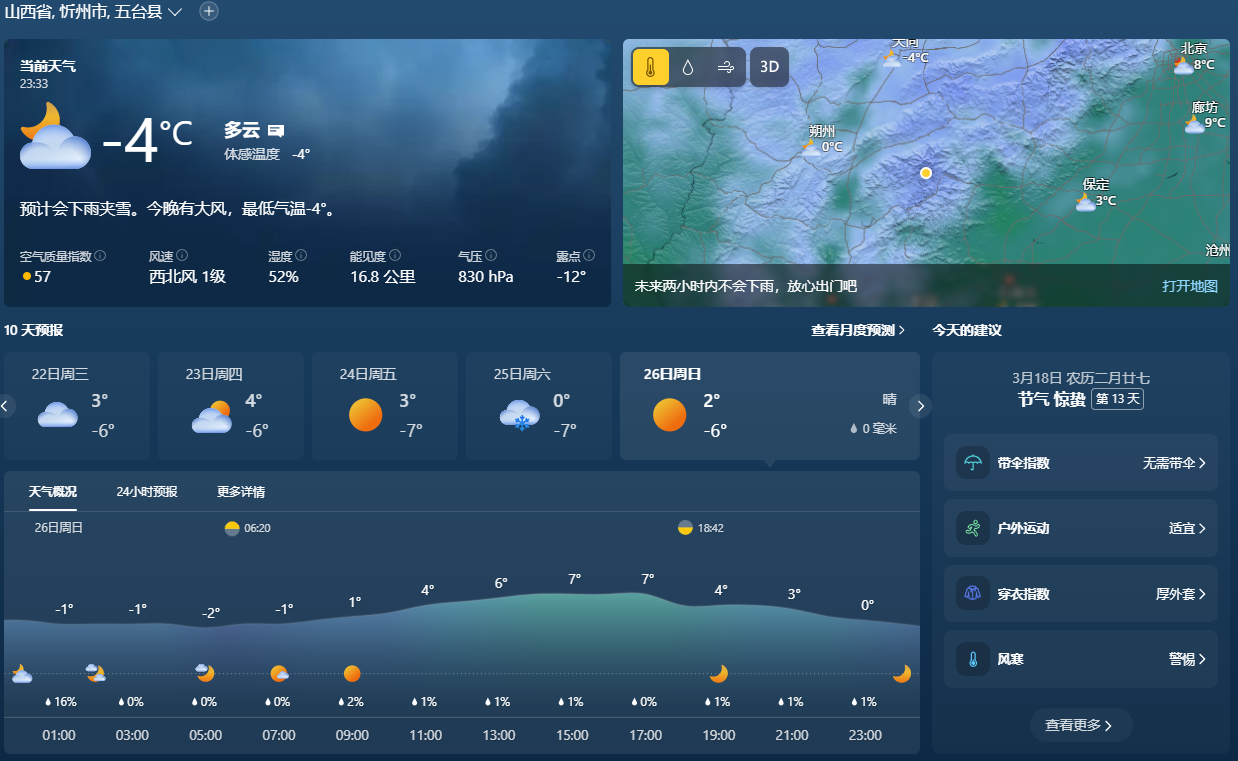 山西省, 忻州市, 五台县
当前天气
23:33
-4°C
多云
体感温度 -4°
预计会下雨夹雪。今晚有大风，最低气温-4°。
空气质量指数 风速 湿度 能见度 气压 露点
57 西北风 1级 52% 16.8 公里 830 hPa -12°
3D
大同
-4°C
北京
8°C
廊坊
9°C
朔州
0°C
保定
3°C
沧州
未来两小时内不会下雨，放心出门吧 打开地图
10 天预报 查看月度预测
22日周三
3°
-6°
23日周四
4°
-6°
24日周五
3°
-7°
25日周六
0°
-7°
26日周日
2° 晴
-6° 0 毫米
天气概况 24小时预报 更多详情
26日周日 06:20 18:42
-1° -1° -2° -1° 1° 4° 6° 7° 7° 4° 3° 0°
16% 0% 0% 0% 2% 1% 1% 1% 0% 1% 1% 1%
01:00 03:00 05:00 07:00 09:00 11:00 13:00 15:00 17:00 19:00 21:00 23:00
今天的建议
3月18日 农历二月廿七
节气 惊蛰 第 13 天
带伞指数 无需带伞
户外运动 适宜
穿衣指数 厚外套
风寒 警惕
查看更多